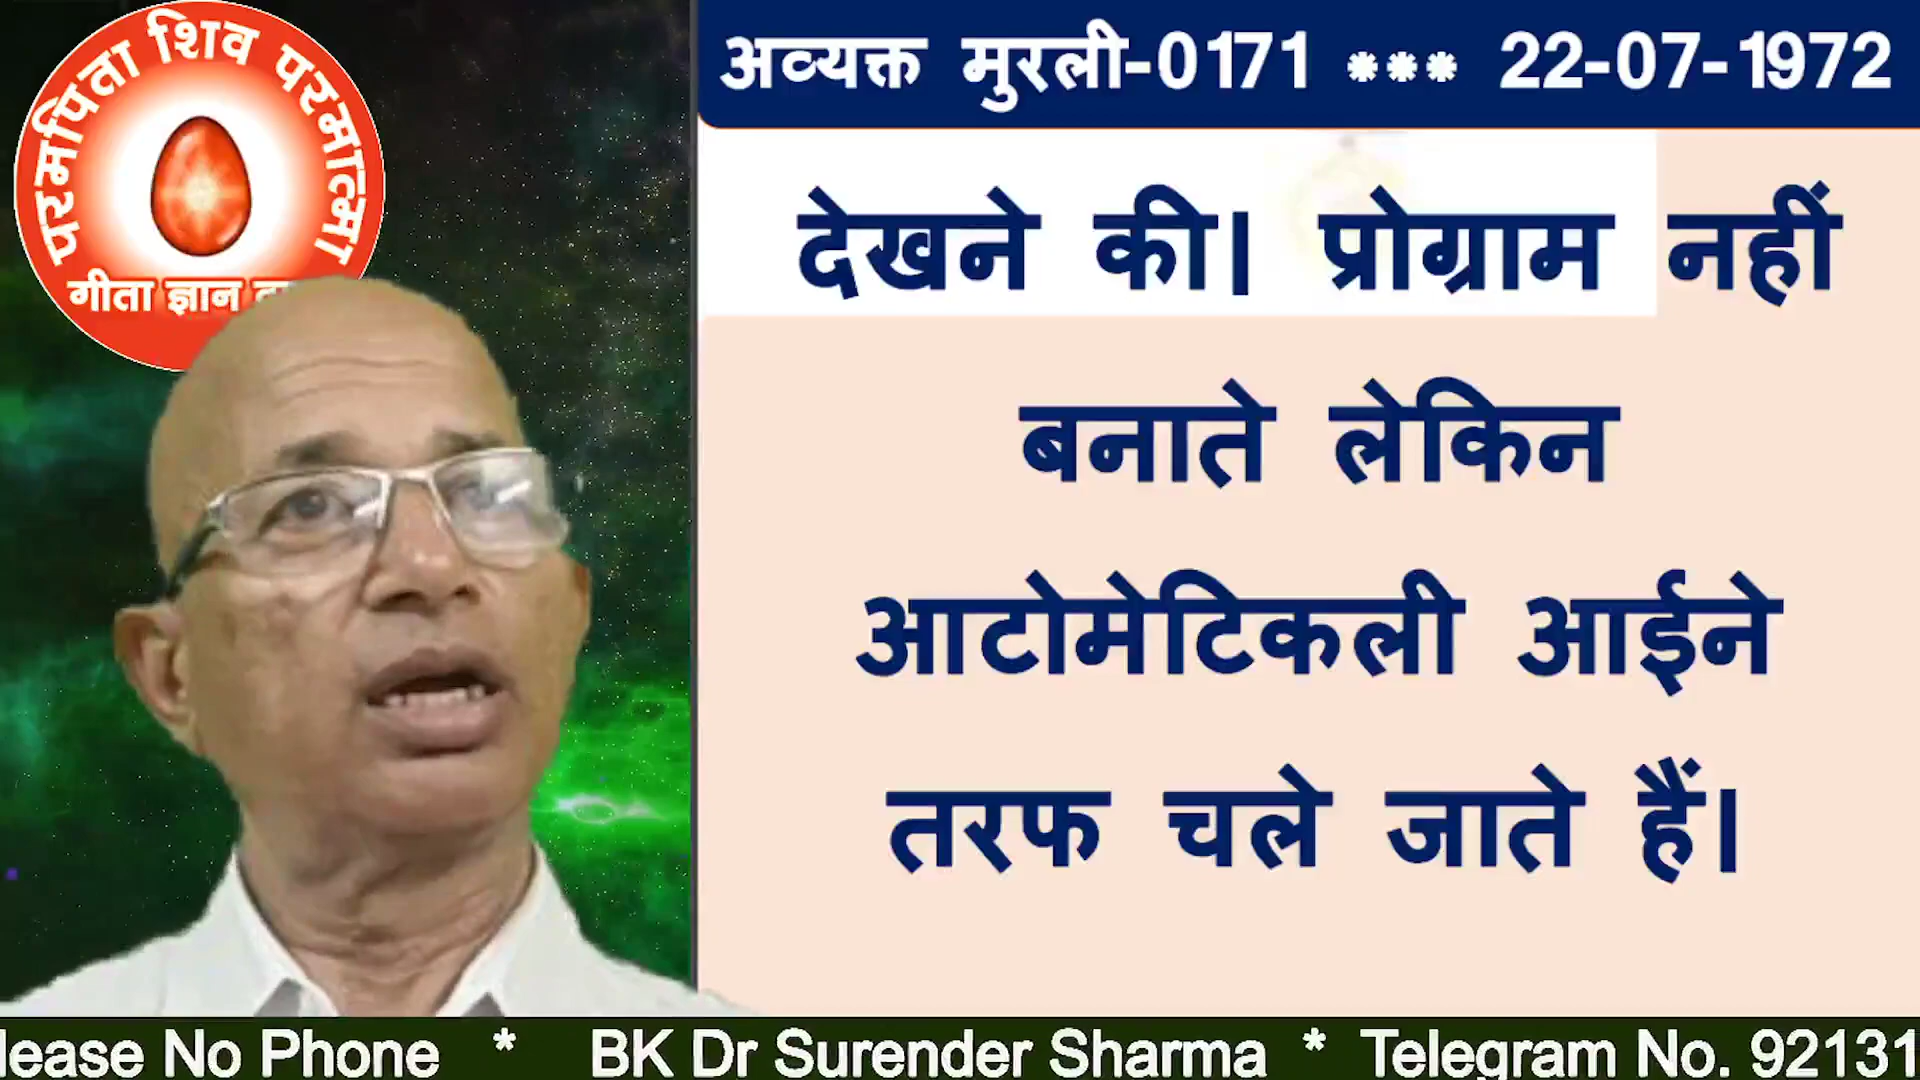 परमपिता शिव परमात्मा
गीता ज्ञान
अव्यक्त मुरली-0171 *** 22-07-1972
देखने की। प्रोग्राम नहीं
बनाते लेकिन
आटोमेटिकली आईने
तरफ चले जाते हैं।
lease No Phone * BK Dr Surender Sharma * Telegram No. 92131